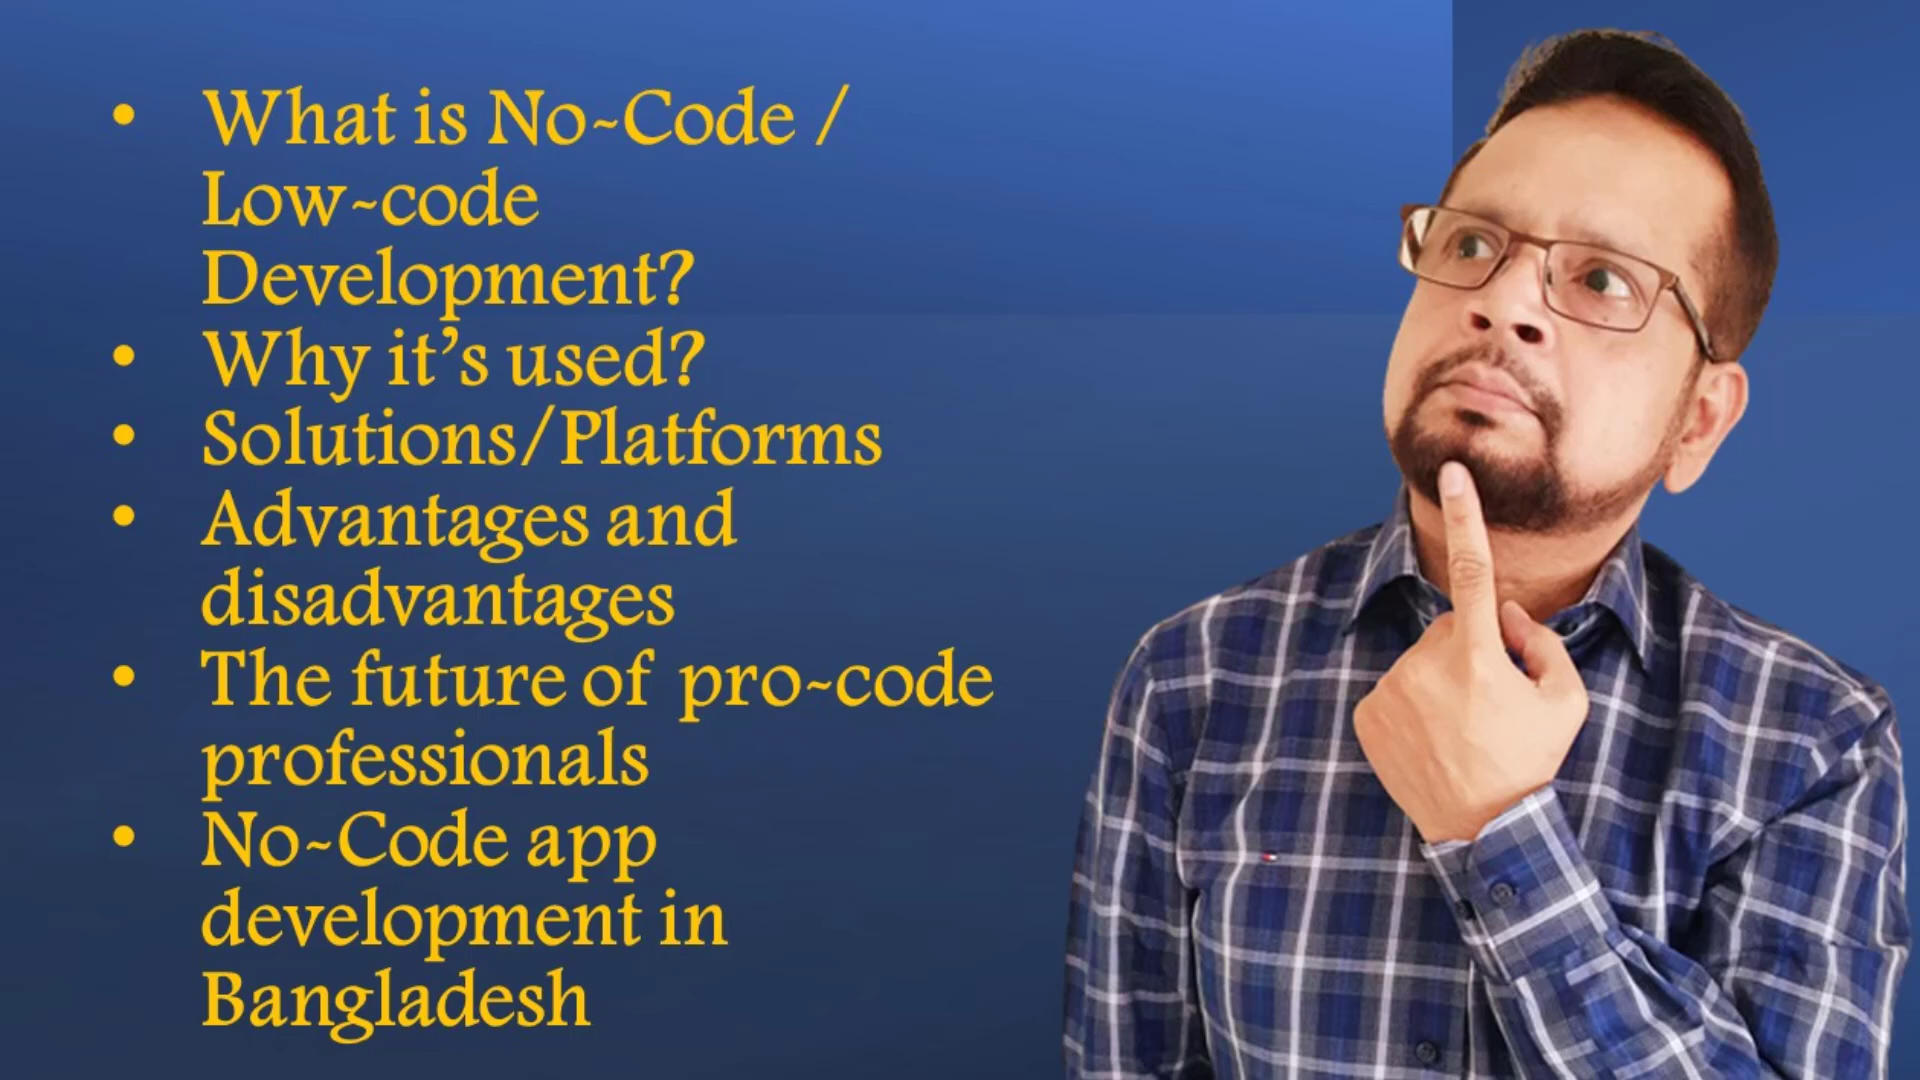 • What is No-Code /
Low-code
Development?
• Why it’s used?
• Solutions/Platforms
• Advantages and
disadvantages
• The future of pro-code
professionals
• No-Code app
development in
Bangladesh